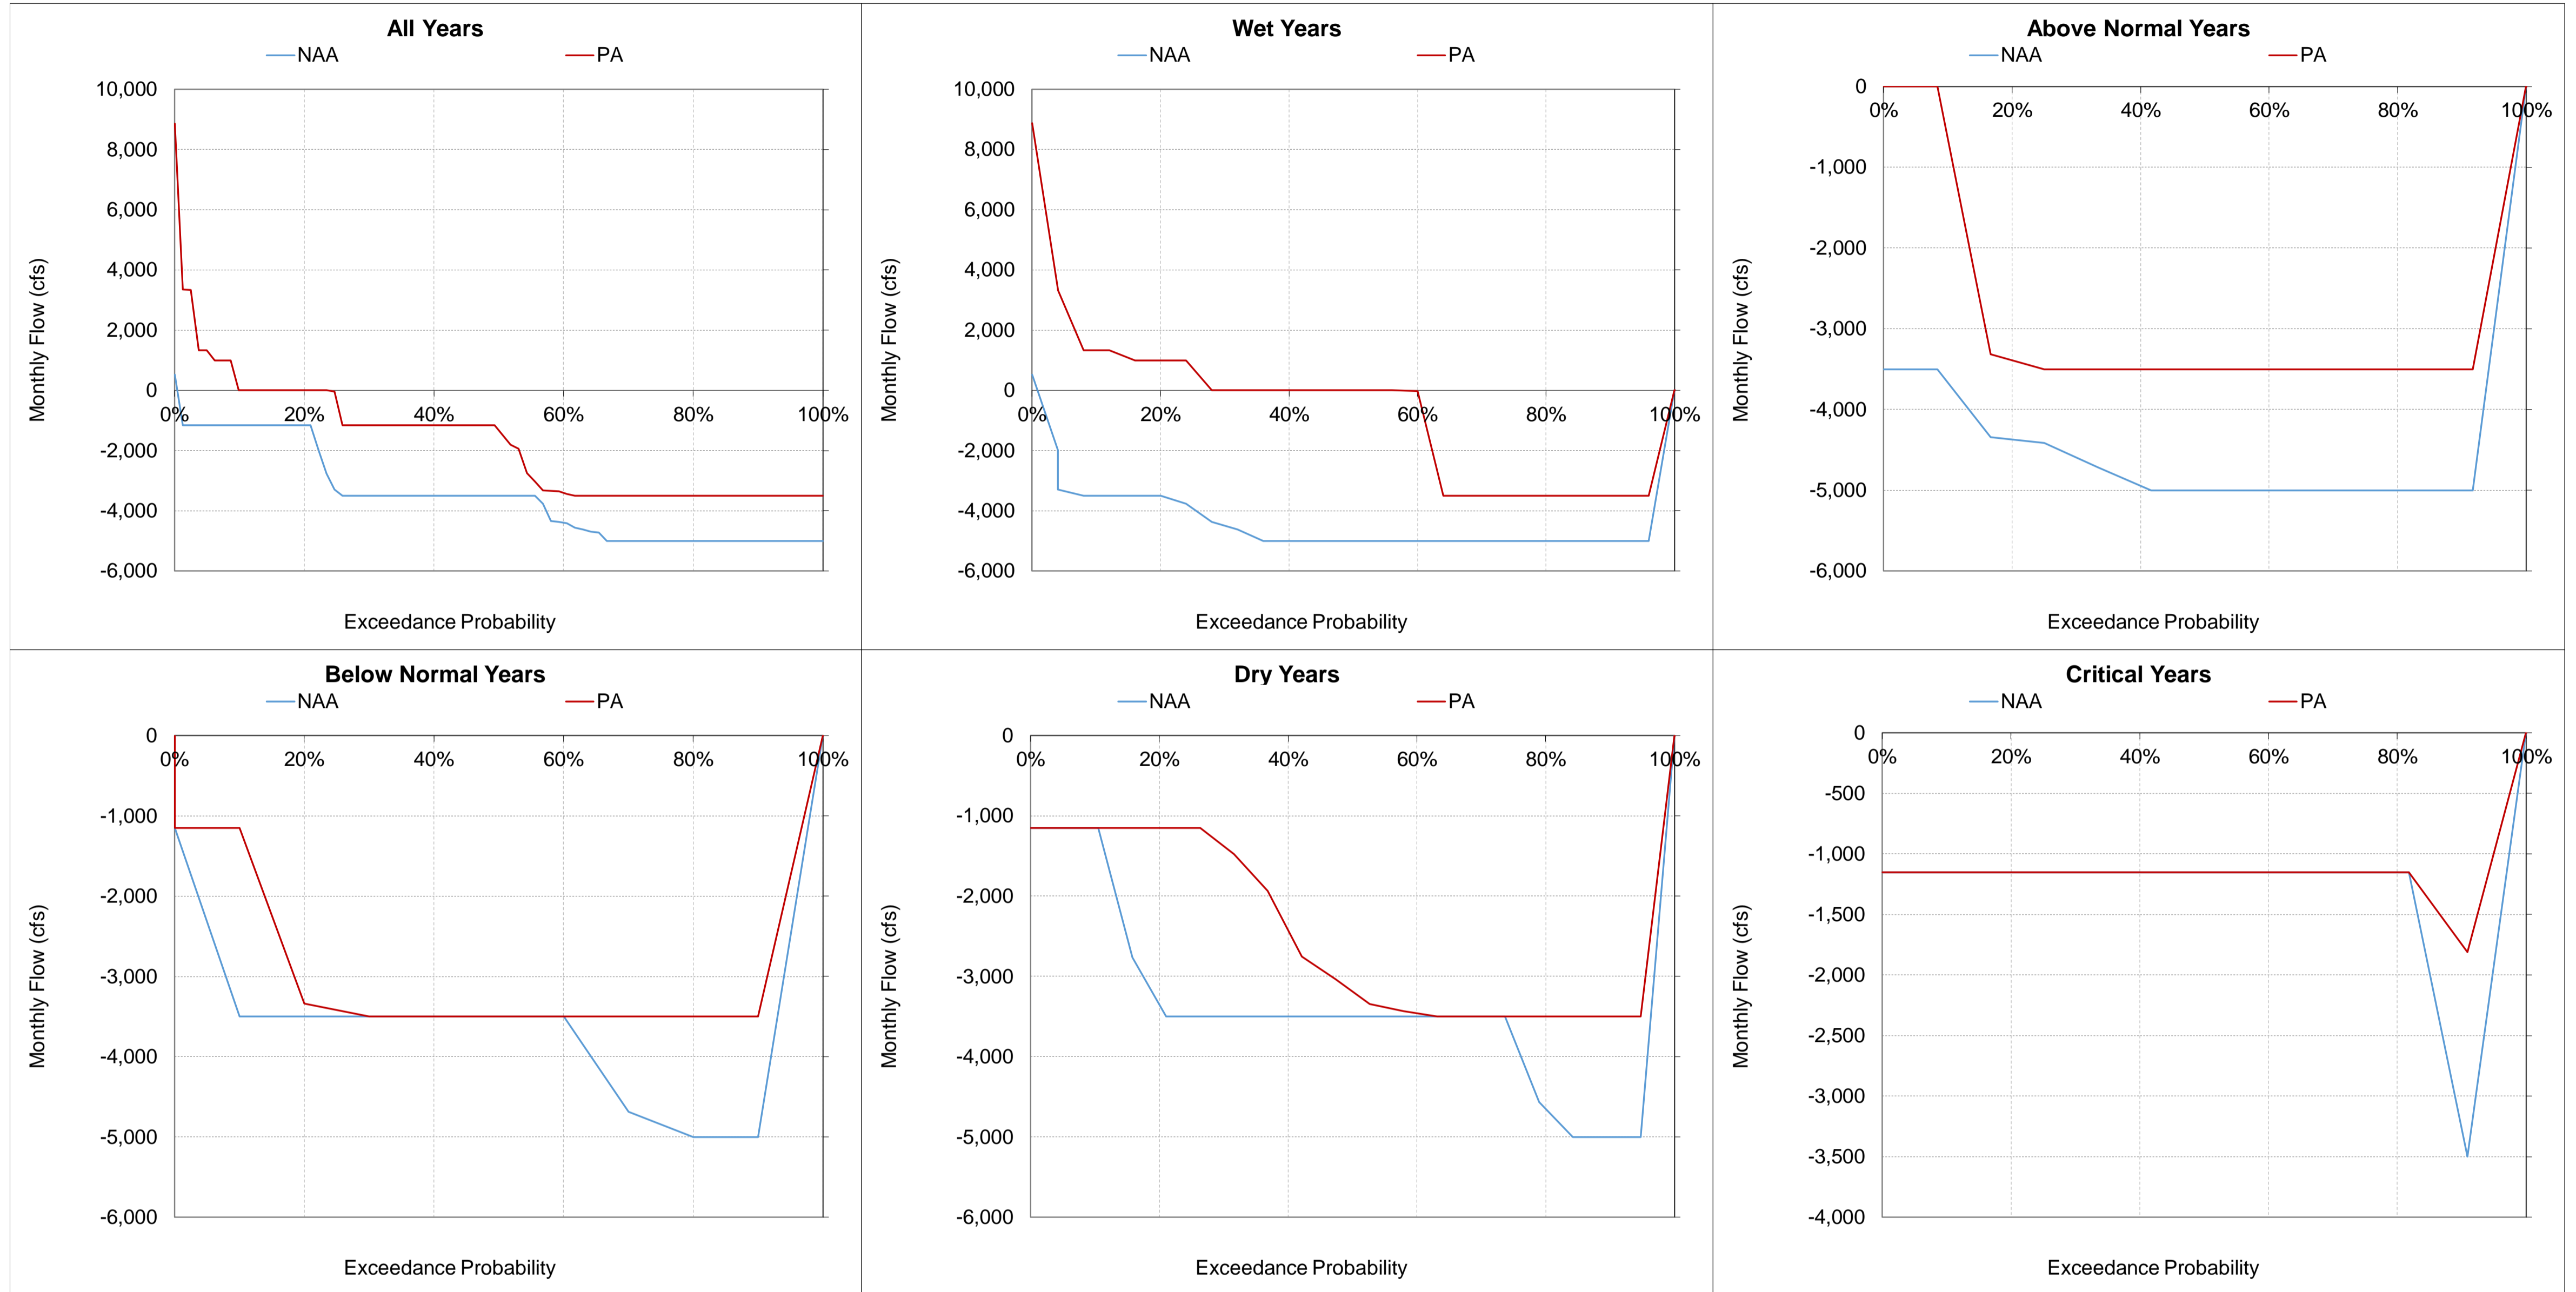 All Years
NAA PA
10,000
8,000
6,000
4,000
2,000
0
-2,000
-4,000
-6,000
0% 20% 40% 60% 80% 100%
Monthly Flow (cfs)
Exceedance Probability
Wet Years
NAA PA
10,000
8,000
6,000
4,000
2,000
0
-2,000
-4,000
-6,000
0% 20% 40% 60% 80% 100%
Monthly Flow (cfs)
Exceedance Probability
Above Normal Years
NAA PA
0
-1,000
-2,000
-3,000
-4,000
-5,000
-6,000
0% 20% 40% 60% 80% 100%
Monthly Flow (cfs)
Exceedance Probability
Below Normal Years
NAA PA
0
-1,000
-2,000
-3,000
-4,000
-5,000
-6,000
0% 20% 40% 60% 80% 100%
Monthly Flow (cfs)
Exceedance Probability
Dry Years
NAA PA
0
-1,000
-2,000
-3,000
-4,000
-5,000
-6,000
0% 20% 40% 60% 80% 100%
Monthly Flow (cfs)
Exceedance Probability
Critical Years
NAA PA
0
-500
-1,000
-1,500
-2,000
-2,500
-3,000
-3,500
-4,000
0% 20% 40% 60% 80% 100%
Monthly Flow (cfs)
Exceedance Probability